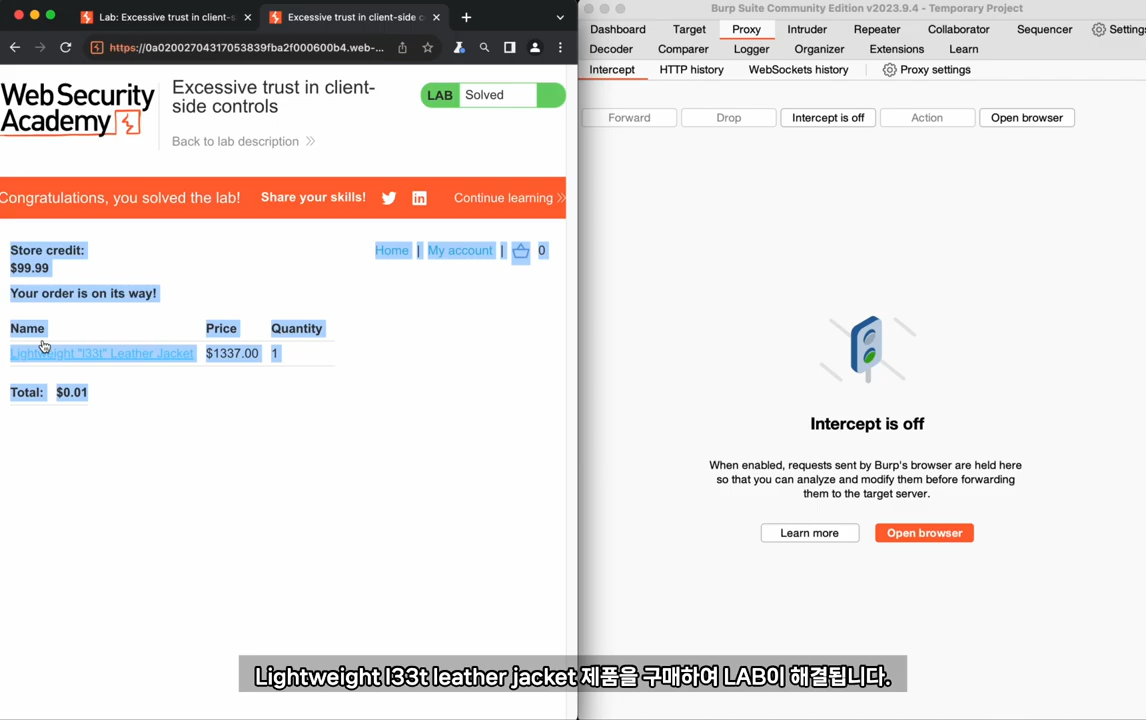 Lab: Excessive trust in client-s
Excessive trust in client-side c
https://0a02002704317053839fba2f000600b4.web-...
Web Security
Academy
Excessive trust in client-
side controls
Back to lab description
LAB Solved
Congratulations, you solved the lab!
Share your skills!
Continue learning
Store credit:
$99.99
Home | My account | 0
Your order is on its way!
Name Price Quantity
Lightweight "l33t" Leather Jacket $1337.00 1
Total: $0.01
Burp Suite Community Edition v2023.9.4 - Temporary Project
Dashboard Target Proxy Intruder Repeater Collaborator Sequencer Settings
Decoder Comparer Logger Organizer Extensions Learn
Intercept HTTP history WebSockets history Proxy settings
Forward Drop Intercept is off Action Open browser
Intercept is off
When enabled, requests sent by Burp's browser are held here
so that you can analyze and modify them before forwarding
them to the target server.
Learn more Open browser
Lightweight l33t leather jacket 제품을 구매하여 LAB이 해결됩니다.